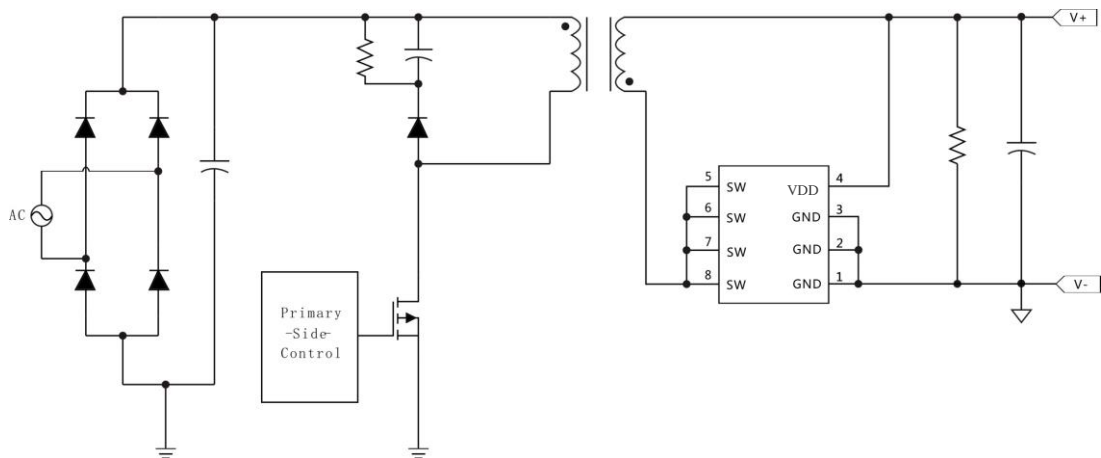 V+
AC
5 SW VDD 4
6 SW GND 3
7 SW GND 2
8 SW GND 1
V-
Primary
-Side-
Control